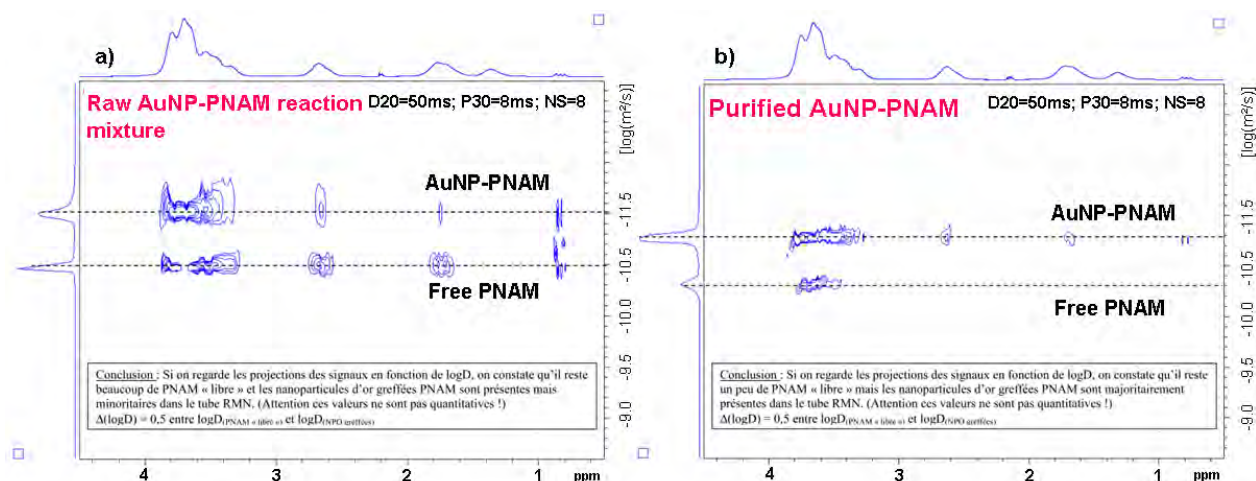 a)
Raw AuNP-PNAM reaction
mixture
D20=50ms; P30=8ms; NS=8
AuNP-PNAM
Free PNAM
Conclusion : Si on regarde les projections des signaux en fonction de logD, on constate qu'il reste
beaucoup de PNAM « libre » et les nanoparticules d'or greffées PNAM sont présentes mais
minoritaires dans le tube RMN. (Attention ces valeurs ne sont pas quantitatives !)
Δ(logD) = 0,5 entre logD(PNAM « libre ») et logD(NPO greffées)
[log(m²/s)]
-11.5
-10.5
-10.0
-9.5
-9.0
4
3
2
1
ppm
b)
Purified AuNP-PNAM
D20=50ms; P30=8ms; NS=8
AuNP-PNAM
Free PNAM
Conclusion : Si on regarde les projections des signaux en fonction de logD, on constate qu'il reste
un peu de PNAM « libre » mais les nanoparticules d'or greffées PNAM sont majoritairement
présentes dans le tube RMN. (Attention ces valeurs ne sont pas quantitatives !)
Δ(logD) = 0,5 entre logD(PNAM « libre ») et logD(NPO greffées)
[log(m²/s)]
-11.5
-10.5
-10.0
-9.5
-9.0
4
3
2
1
ppm